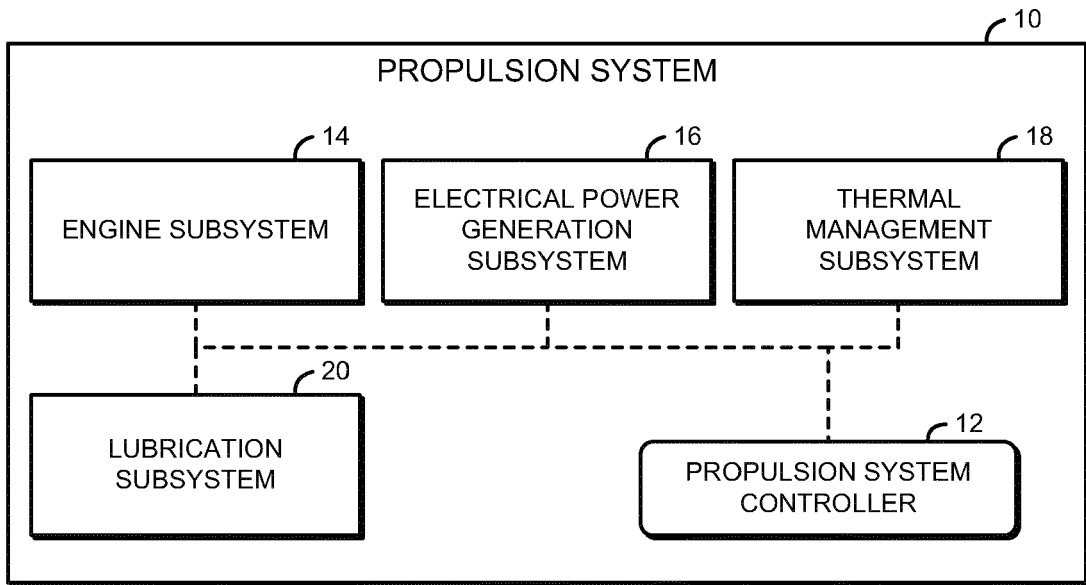 10
PROPULSION SYSTEM
14
16
18
ENGINE SUBSYSTEM
ELECTRICAL POWER
GENERATION
SUBSYSTEM
THERMAL
MANAGEMENT
SUBSYSTEM
20
LUBRICATION
SUBSYSTEM
12
PROPULSION SYSTEM
CONTROLLER